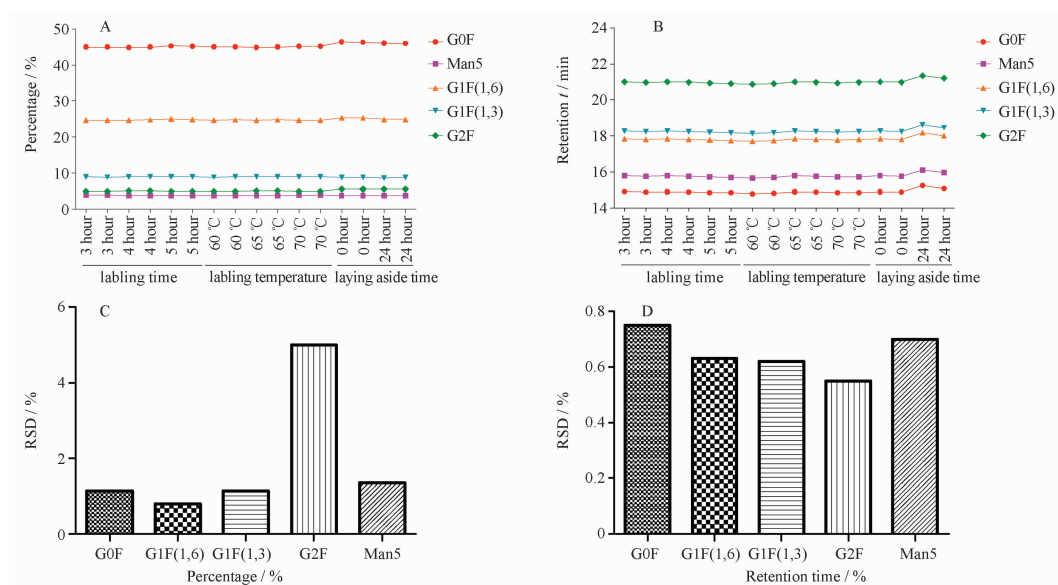 A
Percentage / %
50
40
30
20
10
0
3 hour
3 hour
4 hour
4 hour
5 hour
5 hour
60 ℃
60 ℃
65 ℃
65 ℃
70 ℃
70 ℃
0 hour
0 hour
24 hour
24 hour
labling time
labling temperature
laying aside time
G0F
Man5
G1F(1,6)
G1F(1,3)
G2F
B
Retention t / min
22
20
18
16
14
3 hour
3 hour
4 hour
4 hour
5 hour
5 hour
60 ℃
60 ℃
65 ℃
65 ℃
70 ℃
70 ℃
0 hour
0 hour
24 hour
24 hour
labling time
labling temperature
laying aside time
G0F
Man5
G1F(1,6)
G1F(1,3)
G2F
C
RSD / %
6
4
2
0
G0F
G1F(1,6)
G1F(1,3)
G2F
Man5
Percentage / %
D
RSD / %
0.8
0.6
0.4
0.2
0
G0F
G1F(1,6)
G1F(1,3)
G2F
Man5
Retention time / %